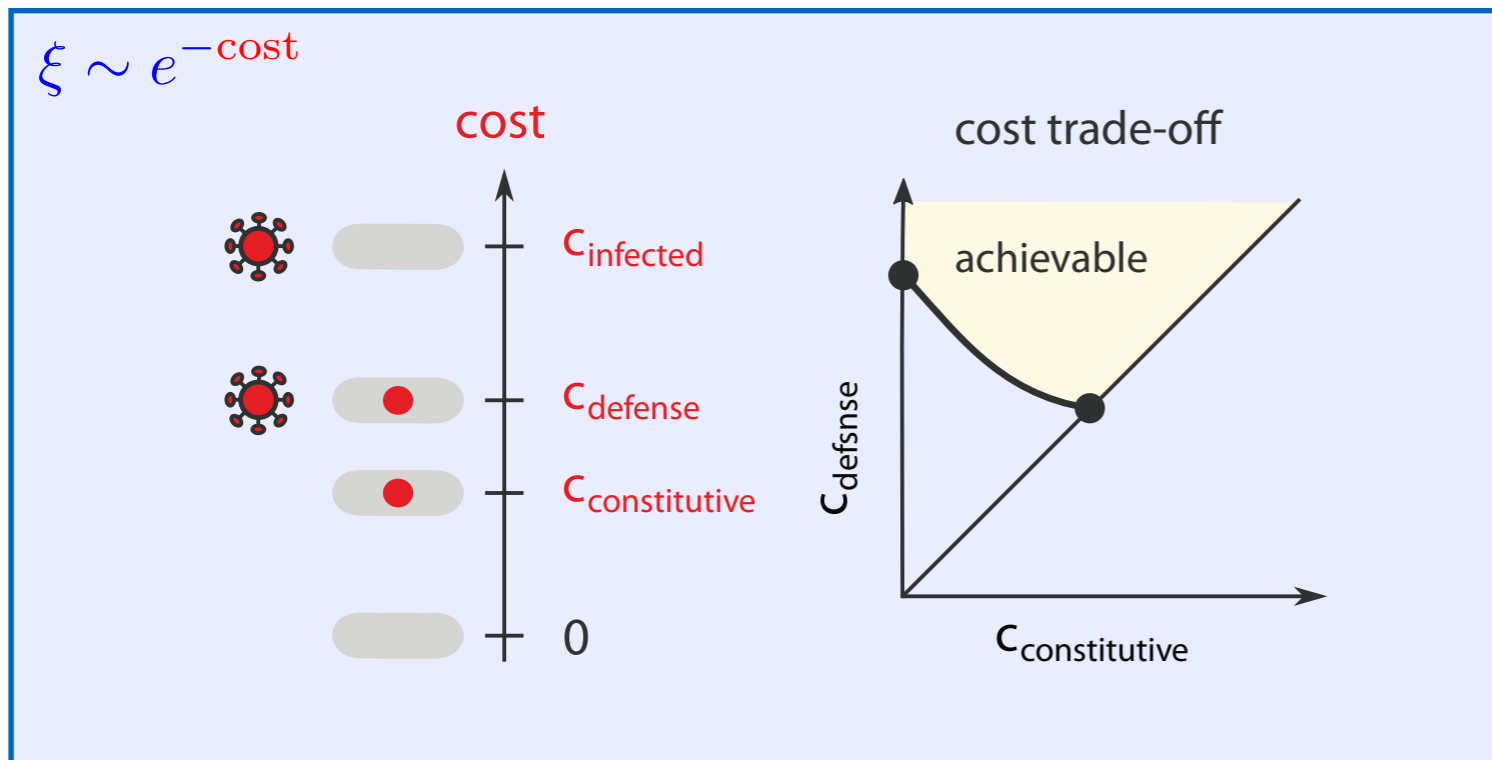 ξ ∼ e^{−cost}
cost
c_infected
c_defense
c_constitutive
0
cost trade-off
achievable
c_defsnse
c_constitutive